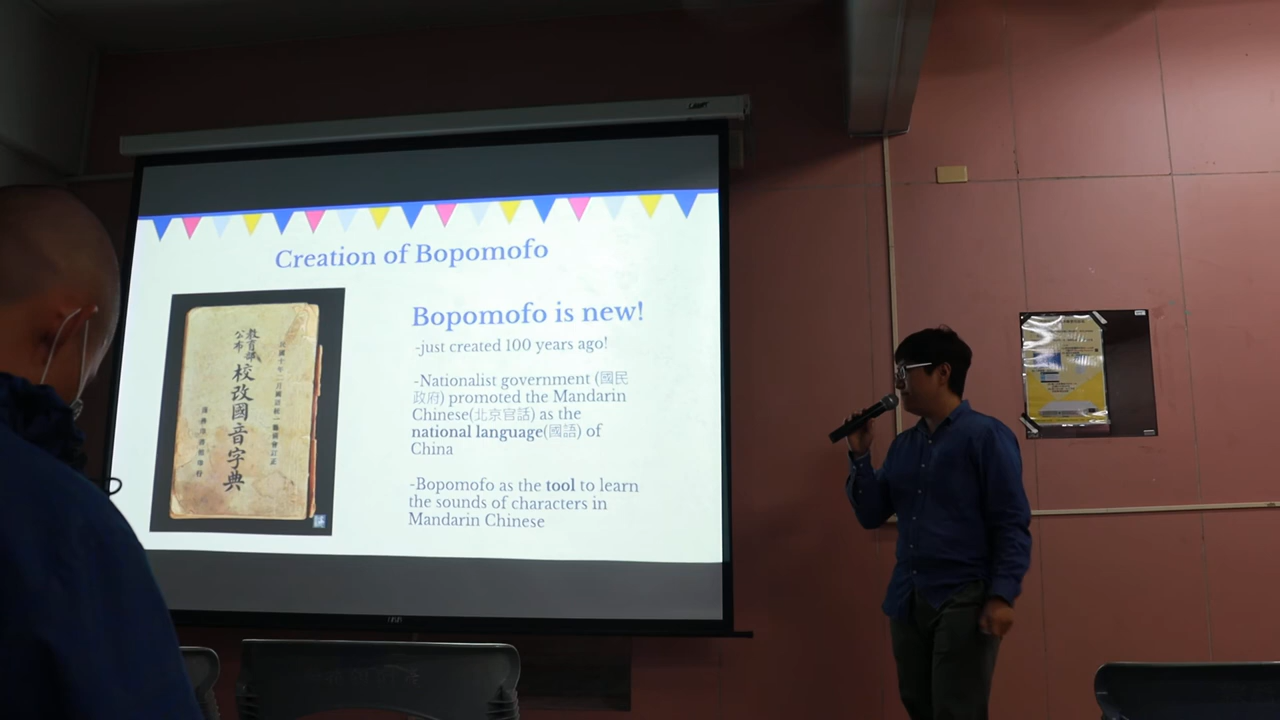 Creation of Bopomofo
教育部
公布
校改國音字典
Bopomofo is new!
-just created 100 years ago!
-Nationalist government (國民
政府) promoted the Mandarin
Chinese(北京官話) as the
national language(國語) of
China
-Bopomofo as the tool to learn
the sounds of characters in
Mandarin Chinese